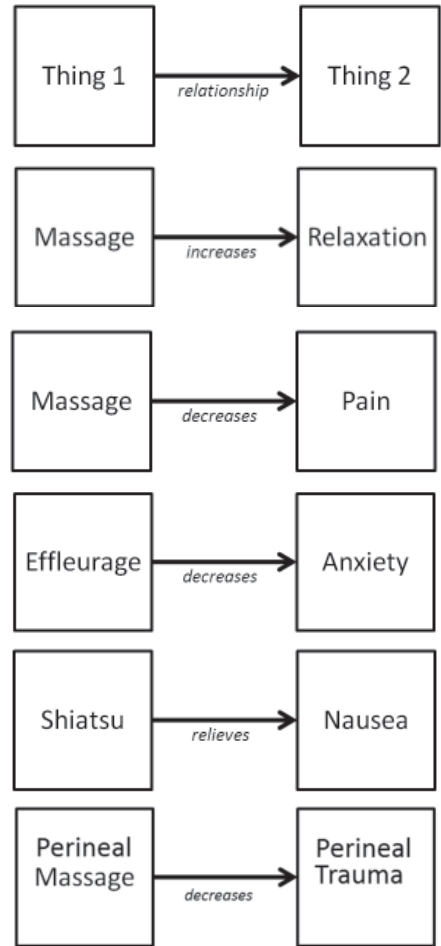 Thing 1
relationship
Thing 2
Massage
increases
Relaxation
Massage
decreases
Pain
Effleurage
decreases
Anxiety
Shiatsu
relieves
Nausea
Perineal
Massage
decreases
Perineal
Trauma